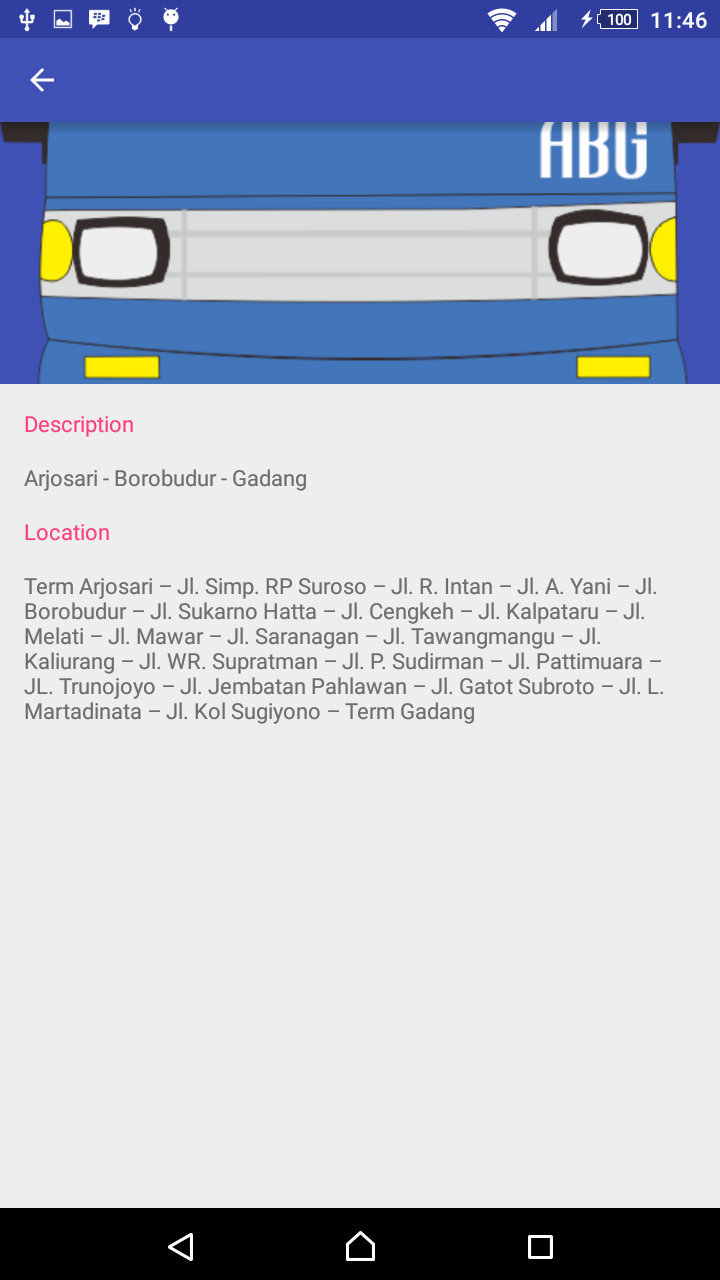 100 11:46
ABG
Description
Arjosari - Borobudur - Gadang
Location
Term Arjosari – Jl. Simp. RP Suroso – Jl. R. Intan – Jl. A. Yani – Jl.
Borobudur – Jl. Sukarno Hatta – Jl. Cengkeh – Jl. Kalpataru – Jl.
Melati – Jl. Mawar – Jl. Saranagan – Jl. Tawangmangu – Jl.
Kaliurang – Jl. WR. Supratman – Jl. P. Sudirman – Jl. Pattimuara –
JL. Trunojoyo – Jl. Jembatan Pahlawan – Jl. Gatot Subroto – Jl. L.
Martadinata – Jl. Kol Sugiyono – Term Gadang